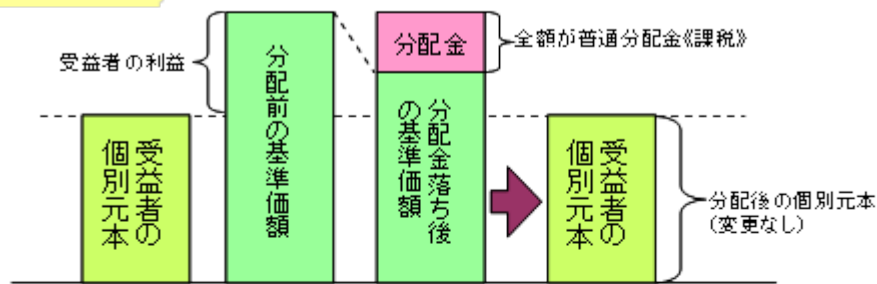 受益者の利益
分配前の基準価額
分配金
全額が普通分配金《課税》
受益者の
個別元本
分配金落ち後
の基準価額
受益者の
個別元本
分配後の個別元本
(変更なし)